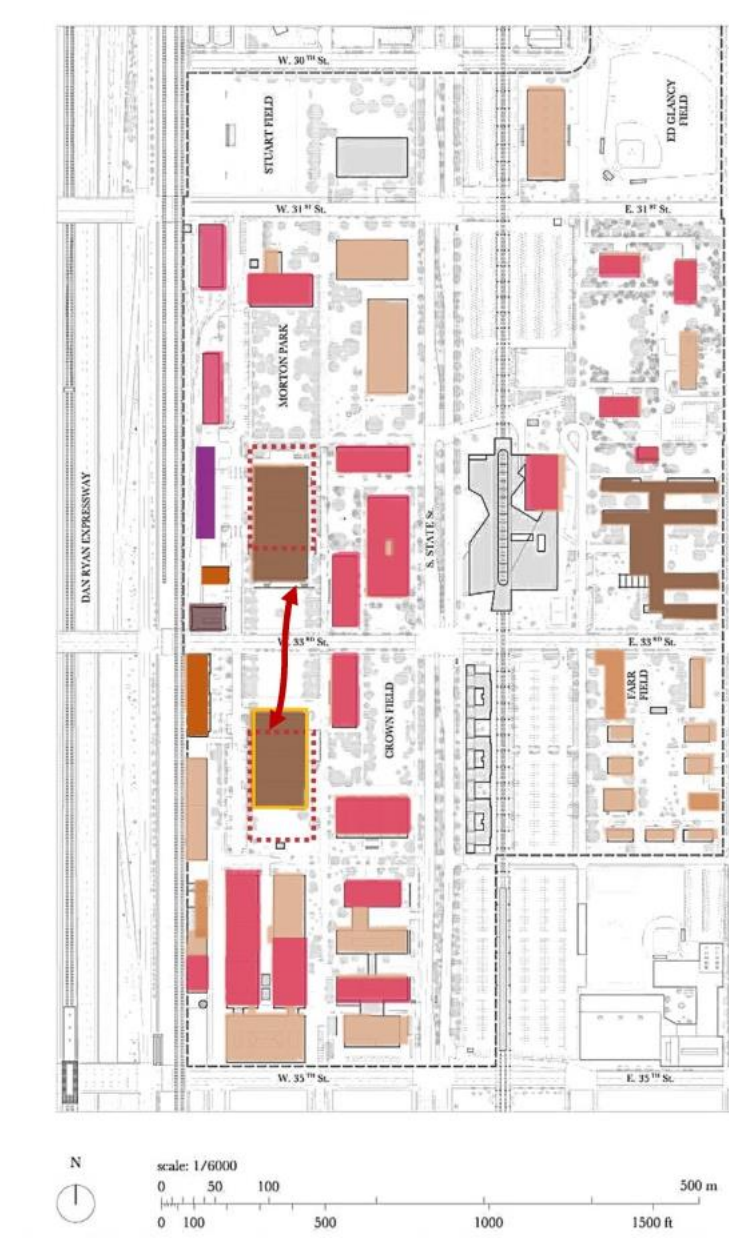 W. 30TH St.
STUART FIELD
ED GLANCY
FIELD
W. 31ST St.
E. 31ST St.
MORTON PARK
DAN RYAN EXPRESSWAY
S. STATE St.
W. 33RD St.
E. 33RD St.
FARR
FIELD
CROWN FIELD
W. 35TH St.
E. 35TH St.
N
scale: 1/6000
0 50 100 500 m
0 100 500 1000 1500 ft